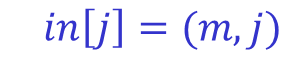 in[j] = (m, j)